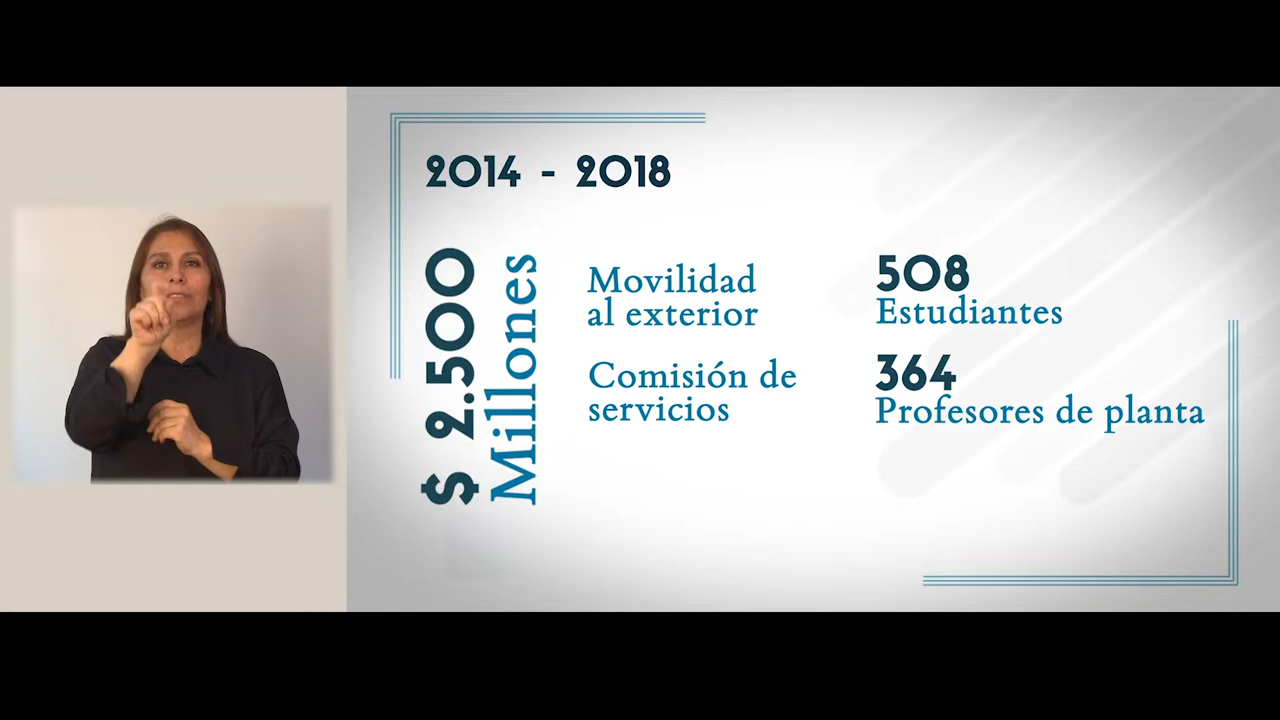 2014 - 2018
$ 2.500
Millones
Movilidad
al exterior
508
Estudiantes
Comisión de
servicios
364
Profesores de planta